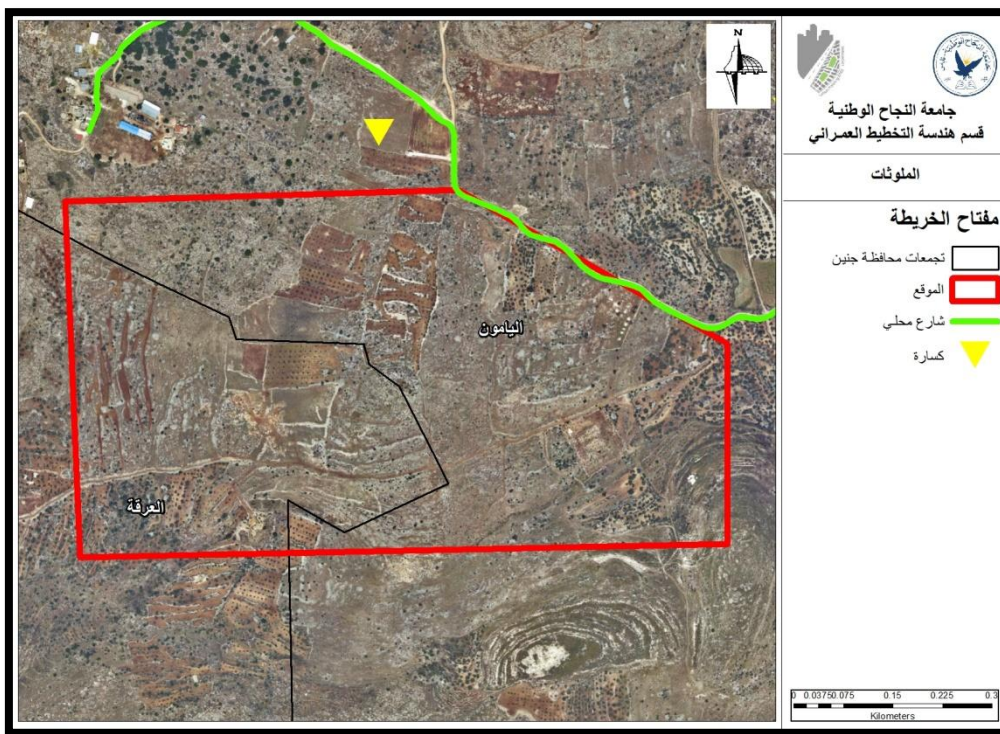 N
اليامون
العرقة
جامعة النجاح الوطنية
قسم هندسة التخطيط العمراني
الملوثات
مفتاح الخريطة
تجمعات محافظة جنين
الموقع
شارع محلي
كسارة
0 0.0375 0.075 0.15 0.225 0.3
Kilometers